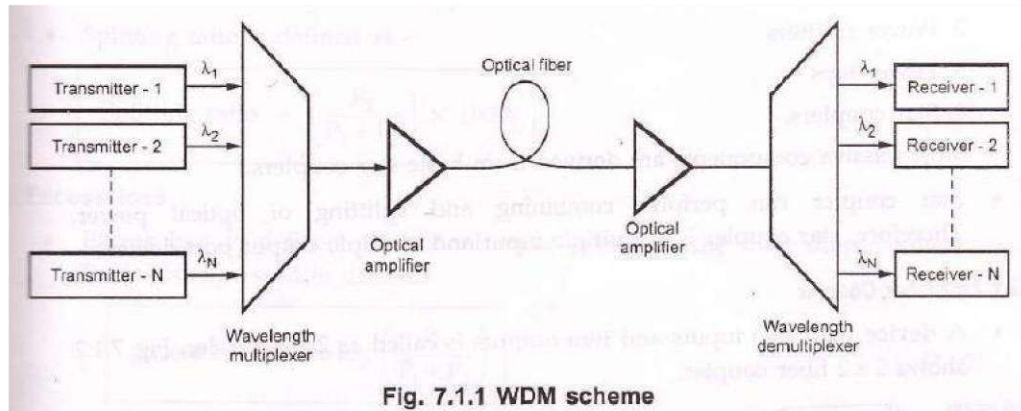 Optical fiber
λ1
λ1
Transmitter - 1
Receiver - 1
λ2
λ2
Transmitter - 2
Receiver - 2
Optical
amplifier
Optical
amplifier
λN
λN
Transmitter - N
Receiver - N
Wavelength
multiplexer
Wavelength
demultiplexer
Fig. 7.1.1 WDM scheme